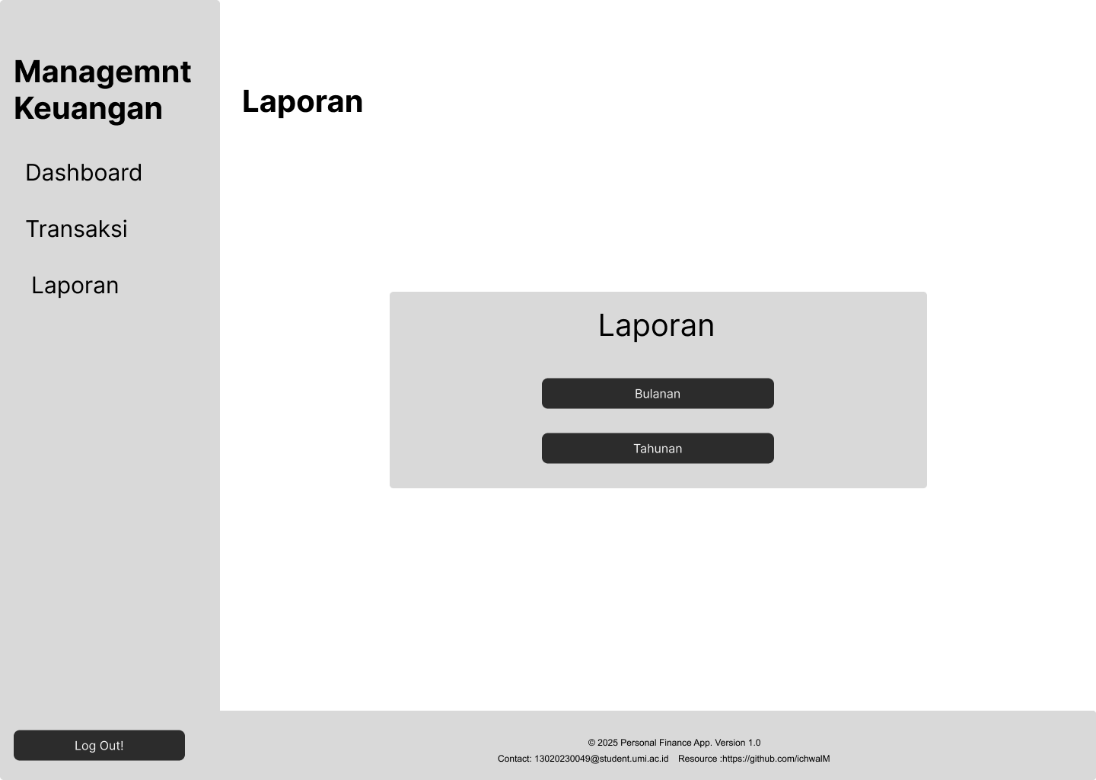 Managemnt
Keuangan
Dashboard
Transaksi
Laporan
Log Out!
Laporan
Laporan
Bulanan
Tahunan
© 2025 Personal Finance App. Version 1.0
Contact: 13020230049@student.umi.ac.id Resource :https://github.com/ichwalM